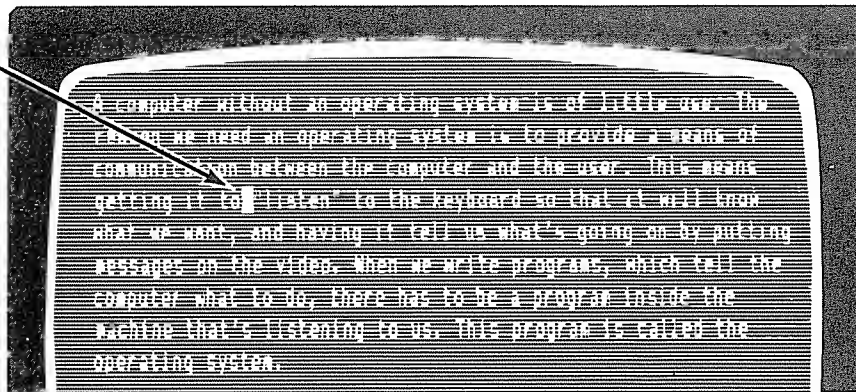 A computer without an operating system is of little use. The
reason we need an operating system is to provide a means of
communication between the computer and the user. This means
getting it to "listen" to the keyboard so that it will know
what we want, and having it tell us what's going on by putting
messages on the video. When we write programs, which tell the
computer what to do, there has to be a program inside the
machine that's listening to us. This program is called the
operating system.